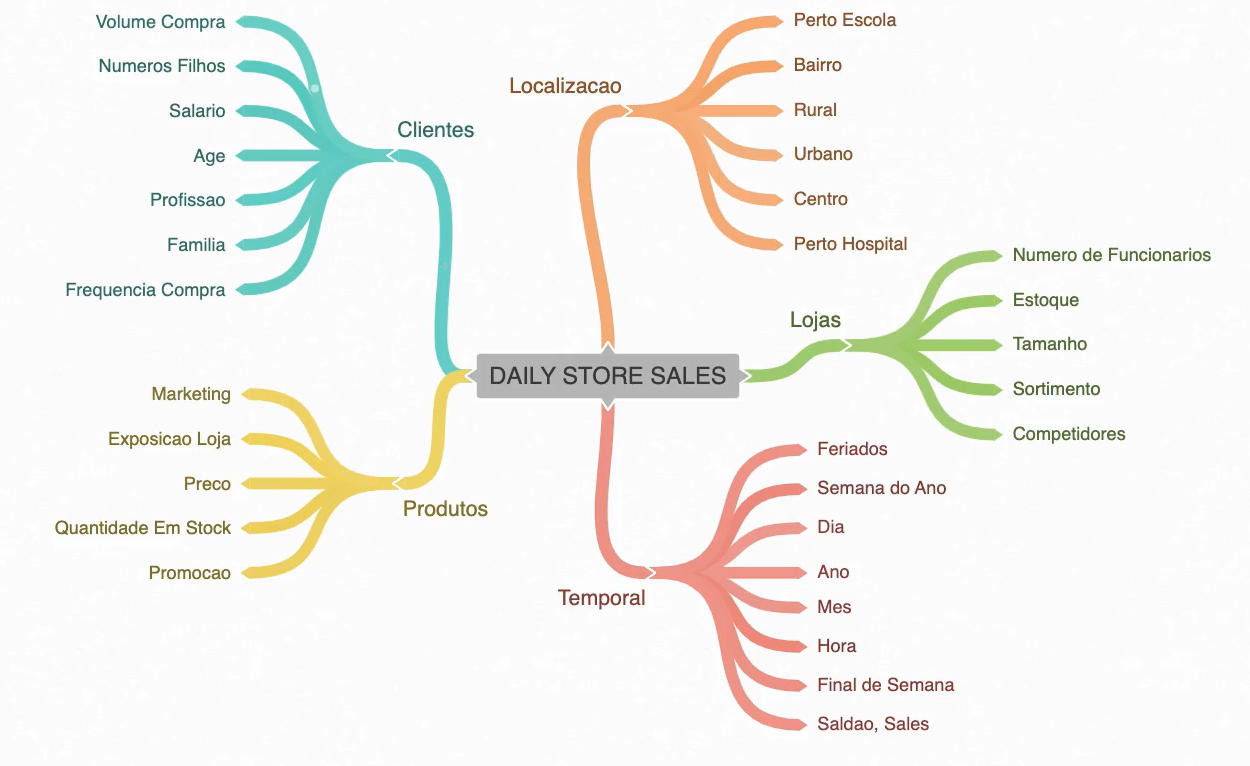 DAILY STORE SALES
Clientes
Volume Compra
Numeros Filhos
Salario
Age
Profissao
Familia
Frequencia Compra
Produtos
Marketing
Exposicao Loja
Preco
Quantidade Em Stock
Promocao
Localizacao
Perto Escola
Bairro
Rural
Urbano
Centro
Perto Hospital
Lojas
Numero de Funcionarios
Estoque
Tamanho
Sortimento
Competidores
Temporal
Feriados
Semana do Ano
Dia
Ano
Mes
Hora
Final de Semana
Saldao, Sales